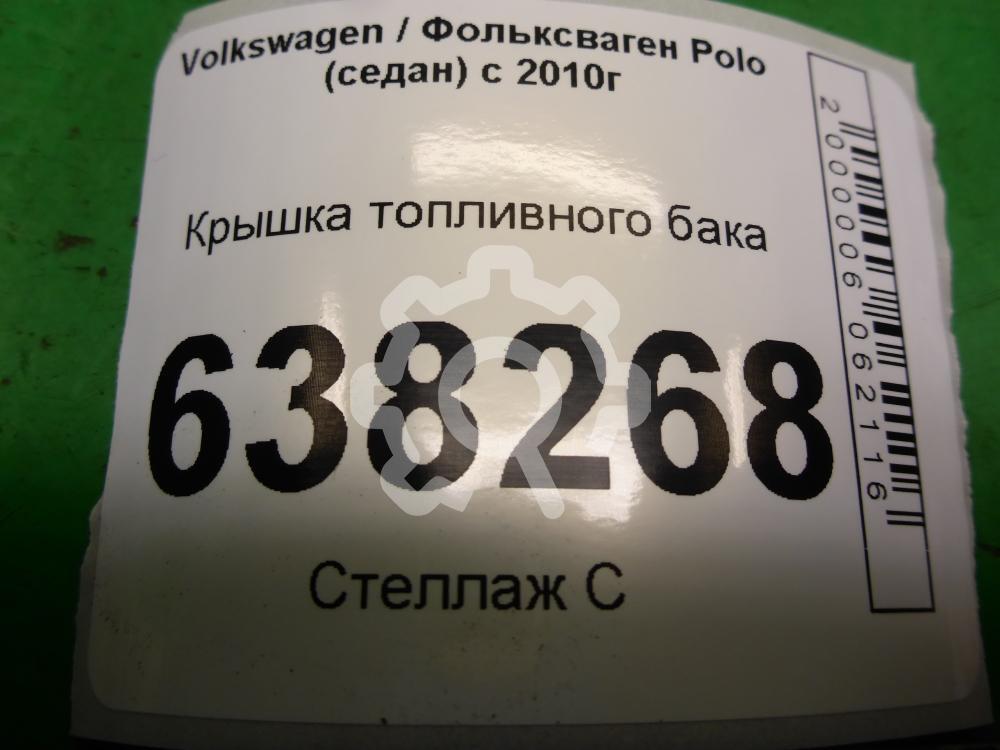 Volkswagen / Фольксваген Polo
(седан) с 2010г
Крышка топливного бака
638268
Стеллаж С
2000006062116